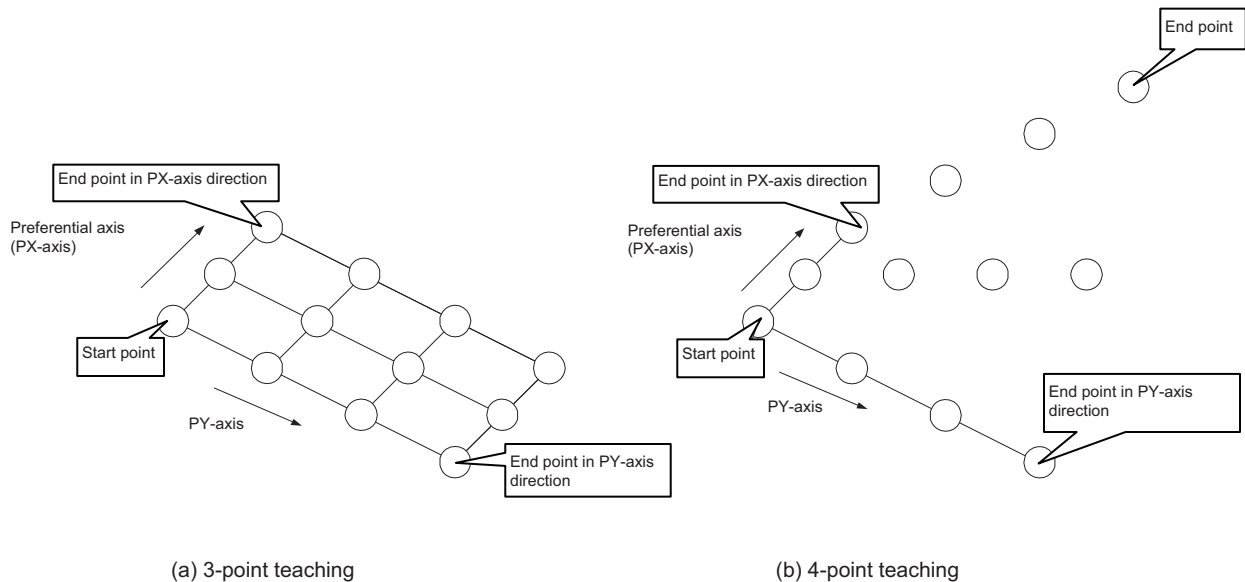 End point in PX-axis direction
Preferential axis
(PX-axis)
Start point
PY-axis
End point in PY-axis
direction
(a) 3-point teaching
End point
End point in PX-axis direction
Preferential axis
(PX-axis)
Start point
PY-axis
End point in PY-axis
direction
(b) 4-point teaching